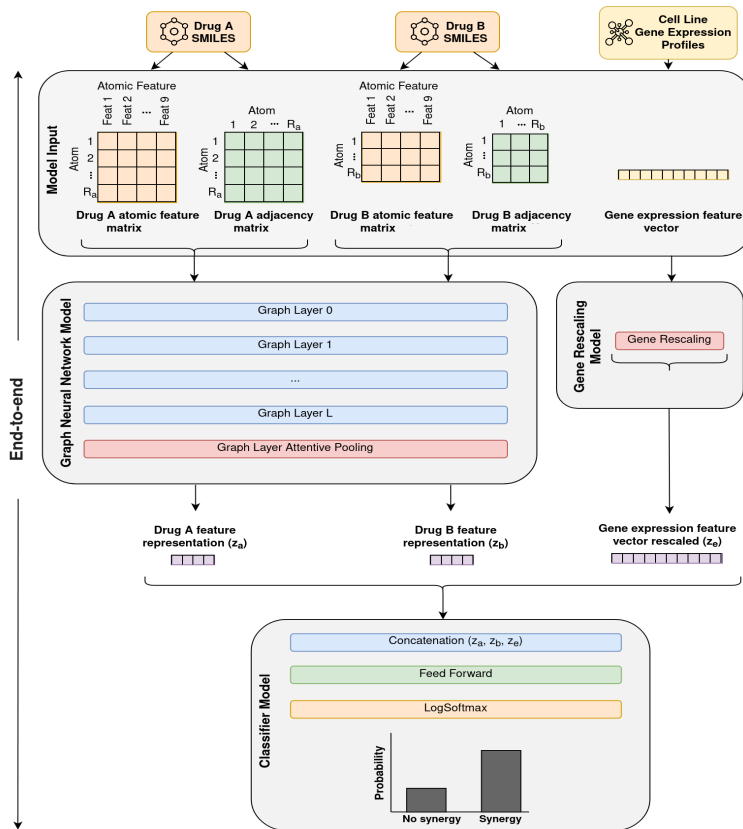 Drug A
SMILES
Drug B
SMILES
Cell Line
Gene Expression
Profiles
End-to-end
Model Input
Atomic Feature
Feat 1
Feat 2
...
Feat 9
Atom
1
2
...
Ra
Drug A atomic feature
matrix
Atom
1 2 ... Ra
Drug A adjacency
matrix
Atomic Feature
Feat 1
Feat 2
...
Feat 9
Atom
1
...
Rb
Drug B atomic feature
matrix
Atom
1 ... Rb
Atom
1
...
Rb
Drug B adjacency
matrix
Gene expression feature
vector
Graph Neural Network Model
Graph Layer 0
Graph Layer 1
...
Graph Layer L
Graph Layer Attentive Pooling
Gene Rescaling
Model
Gene Rescaling
Drug A feature
representation (za)
Drug B feature
representation (zb)
Gene expression feature
vector rescaled (ze)
Classifier Model
Concatenation (za, zb, ze)
Feed Forward
LogSoftmax
Probability
No synergy
Synergy